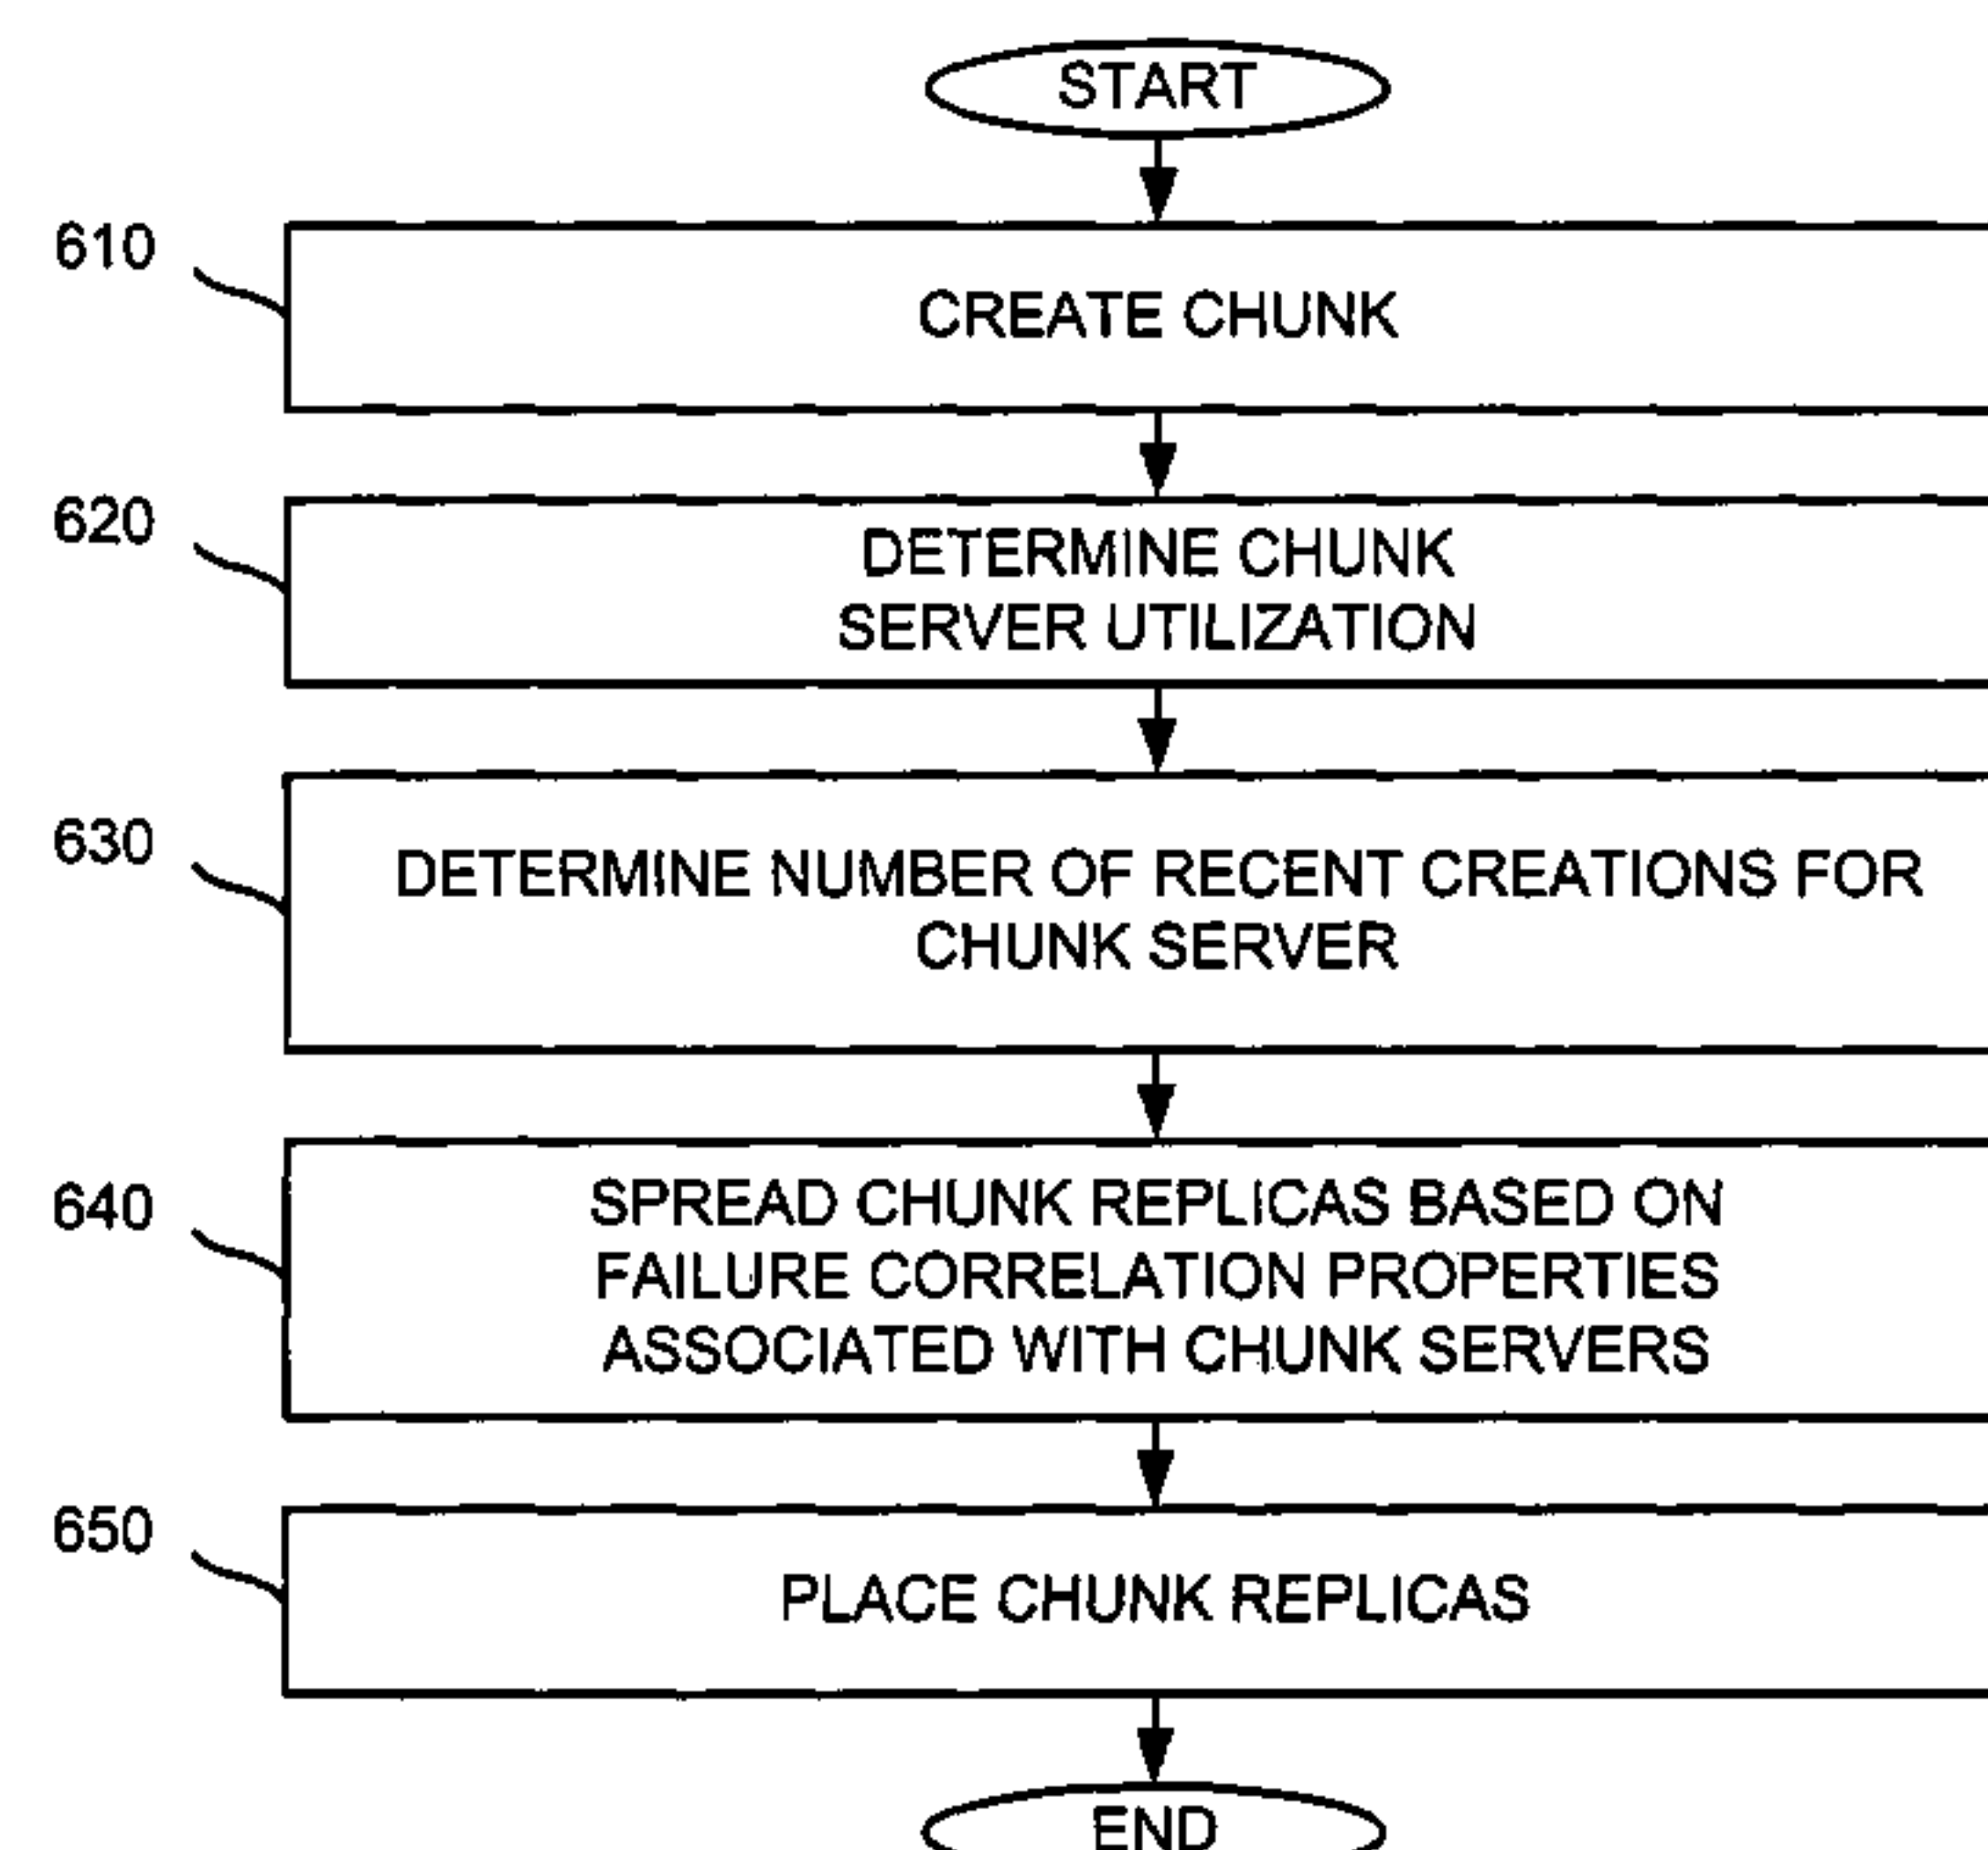 START
610
CREATE CHUNK
620
DETERMINE CHUNK
SERVER UTILIZATION
630
DETERMINE NUMBER OF RECENT CREATIONS FOR
CHUNK SERVER
640
SPREAD CHUNK REPLICAS BASED ON
FAILURE CORRELATION PROPERTIES
ASSOCIATED WITH CHUNK SERVERS
650
PLACE CHUNK REPLICAS
END